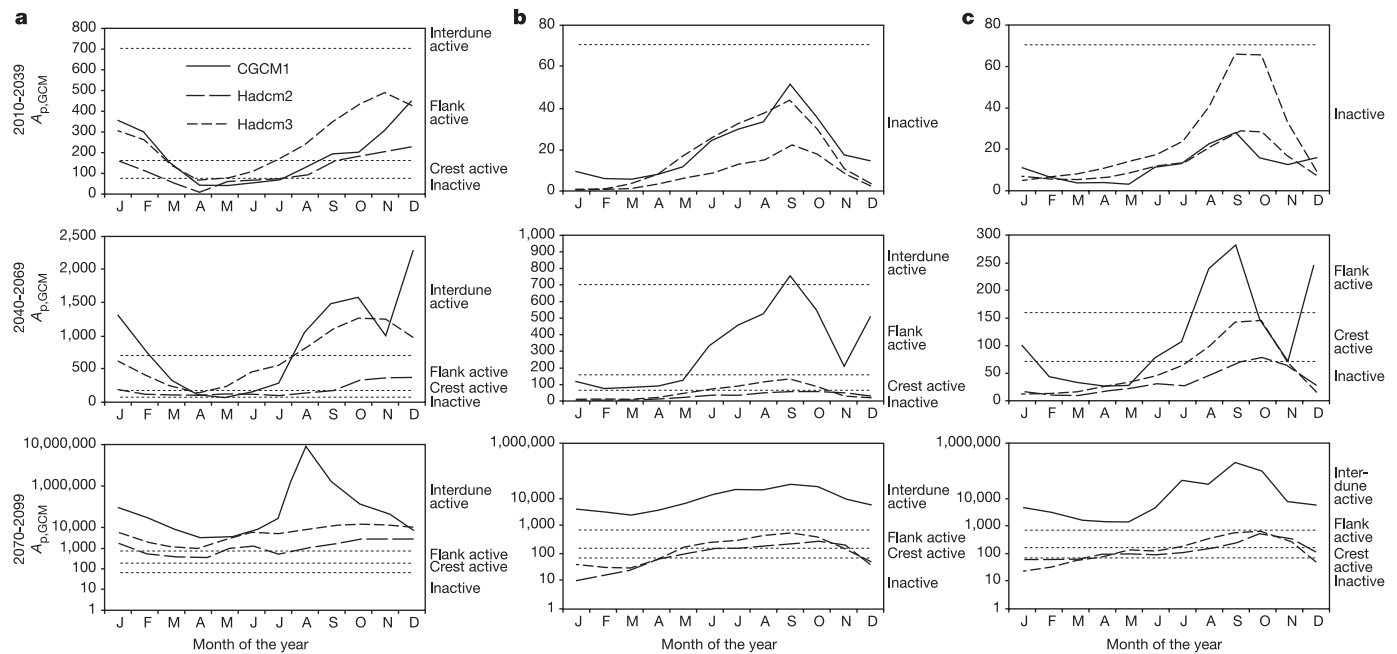 a
2010-2039
A p,GCM
800
700
600
500
400
300
200
100
0
CGCM1
Hadcm2
Hadcm3
Interdune
active
Flank
active
Crest active
Inactive
J F M A M J J A S O N D
b
80
60
40
20
0
Inactive
J F M A M J J A S O N D
c
80
60
40
20
0
Inactive
J F M A M J J A S O N D
2040-2069
A p,GCM
2,500
2,000
1,500
1,000
500
0
Interdune
active
Flank active
Crest active
Inactive
J F M A M J J A S O N D
1,000
900
800
700
600
500
400
300
200
100
0
Interdune
active
Flank
active
Crest active
Inactive
J F M A M J J A S O N D
300
250
200
150
100
50
0
Flank
active
Crest
active
Inactive
J F M A M J J A S O N D
2070-2099
A p,GCM
10,000,000
1,000,000
10,000
1,000
100
10
1
Interdune
active
Flank active
Crest active
Inactive
J F M A M J J A S O N D
Month of the year
1,000,000
10,000
1,000
100
10
1
Interdune
active
Flank active
Crest active
Inactive
J F M A M J J A S O N D
Month of the year
1,000,000
10,000
1,000
100
10
1
Inter-
dune
active
Flank
active
Crest
active
Inactive
J F M A M J J A S O N D
Month of the year